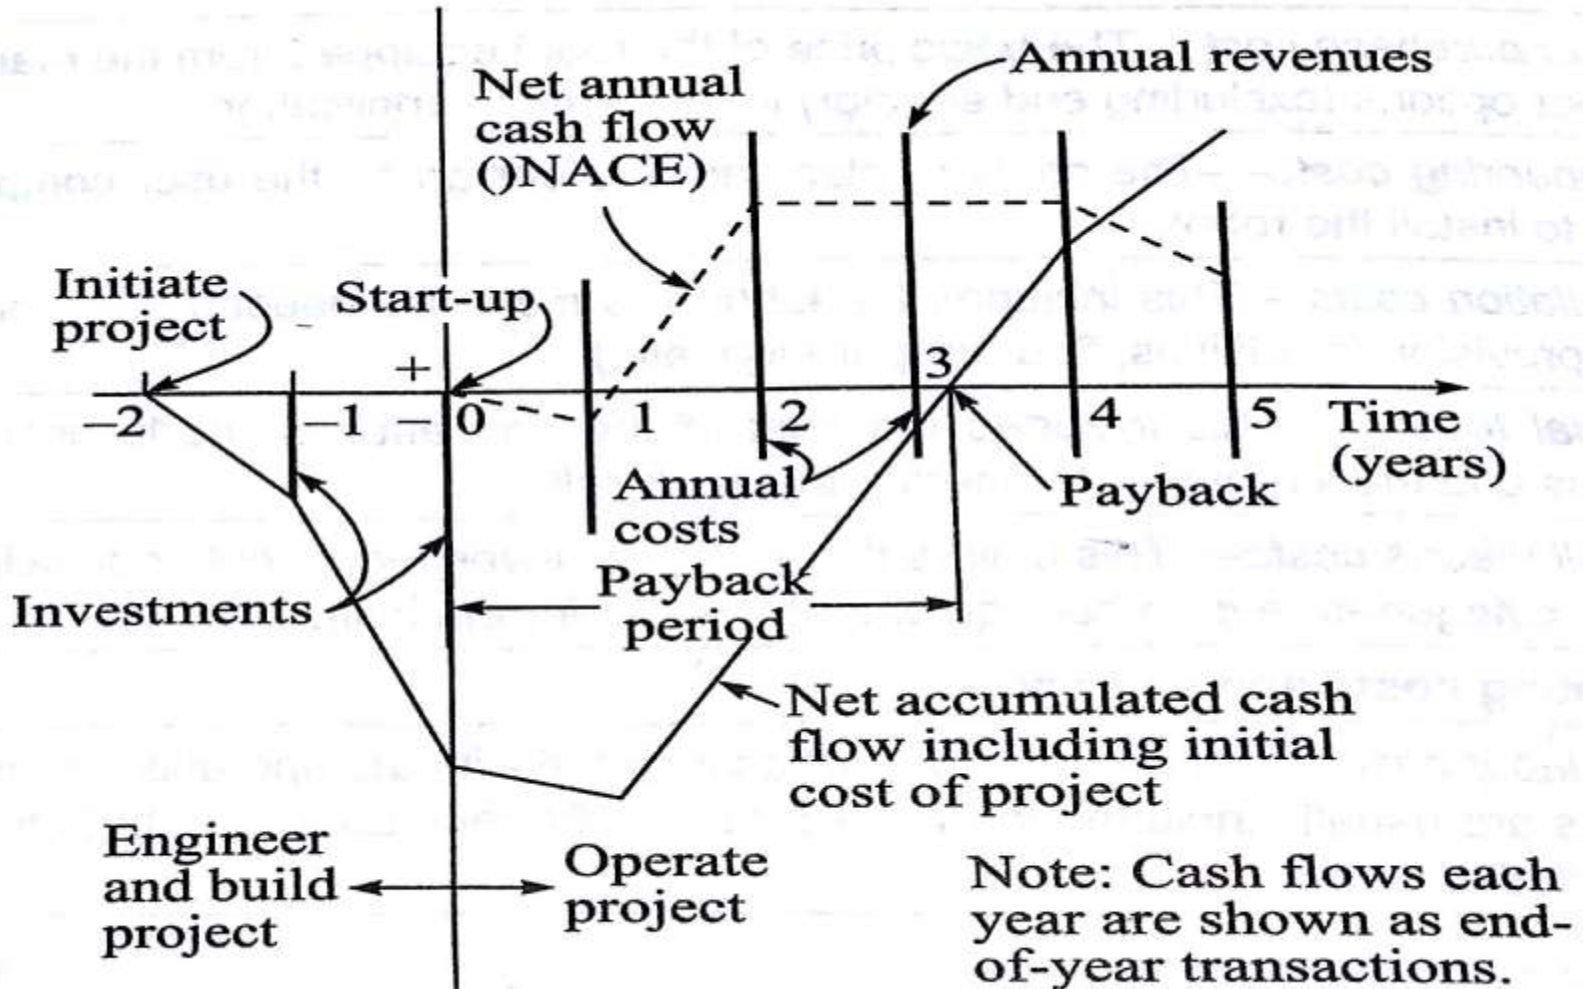 Annual revenues
Net annual
cash flow
()NACE)
Initiate
project
Start-up
+
3
−2
−1
0
1
2
4
5
Time
(years)
Annual
costs
Payback
Investments
Payback
period
Net accumulated cash
flow including initial
cost of project
Engineer
and build
project
Operate
project
Note: Cash flows each
year are shown as end-
of-year transactions.